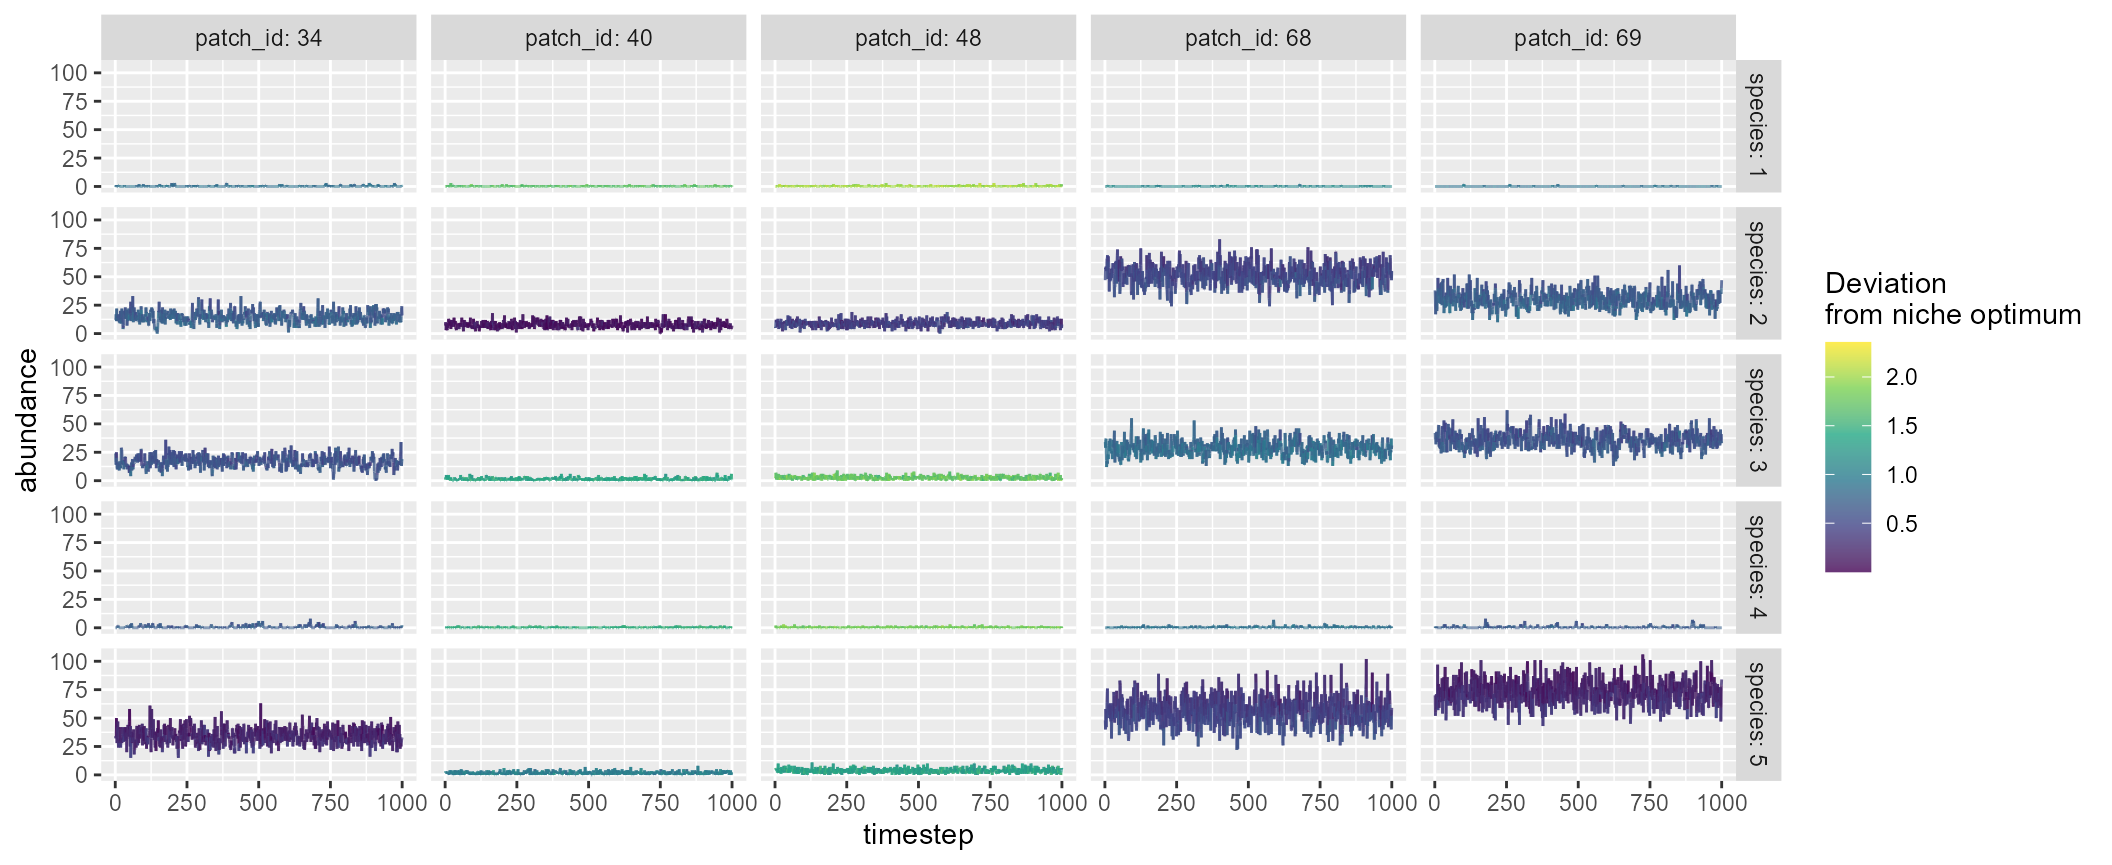 patch_id: 34
patch_id: 40
patch_id: 48
patch_id: 68
patch_id: 69
100
75
50
25
0
species: 1
100
75
50
25
0
species: 2
100
75
50
25
0
species: 3
100
75
50
25
0
species: 4
100
75
50
25
0
species: 5
abundance
0 250 500 750 1000
0 250 500 750 1000
0 250 500 750 1000
0 250 500 750 1000
0 250 500 750 1000
timestep
Deviation
from niche optimum
2.0
1.5
1.0
0.5